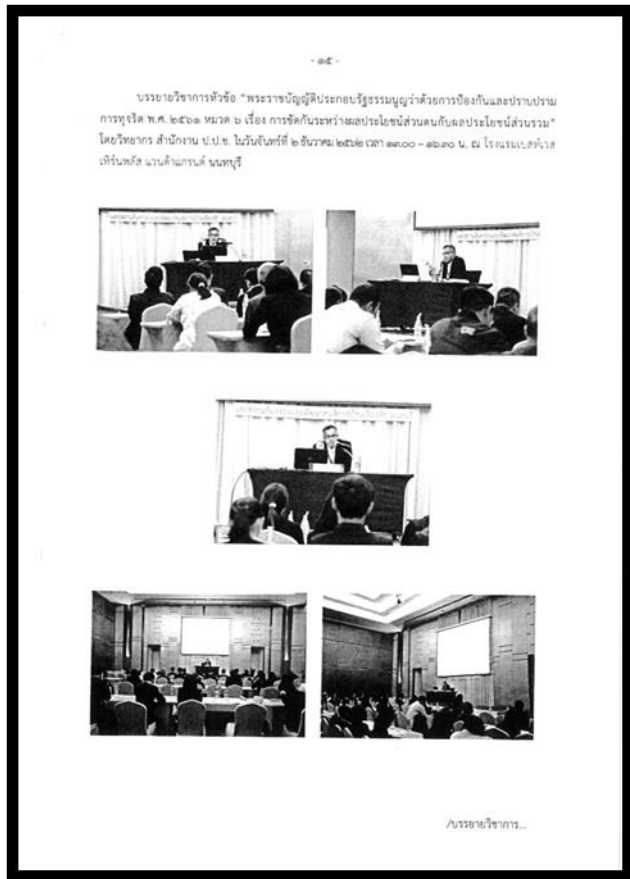 - ๑๕ -
บรรยายวิชาการหัวข้อ "พระราชบัญญัติประกอบรัฐธรรมนูญว่าด้วยการป้องกันและปราบปราม
การทุจริต พ.ศ. ๒๕๖๑ หมวด ๖ เรื่อง การขัดกันระหว่างผลประโยชน์ส่วนตนกับผลประโยชน์ส่วนรวม"
โดยวิทยากร สำนักงาน ป.ป.ช. ในวันจันทร์ที่ ๒ ธันวาคม ๒๕๖๒ เวลา ๑๓.๐๐ – ๑๖.๓๐ น. ณ โรงแรมเบสท์เวส
เทิร์นพลัส แวนด้าแกรนด์ นนทบุรี
/บรรยายวิชาการ...